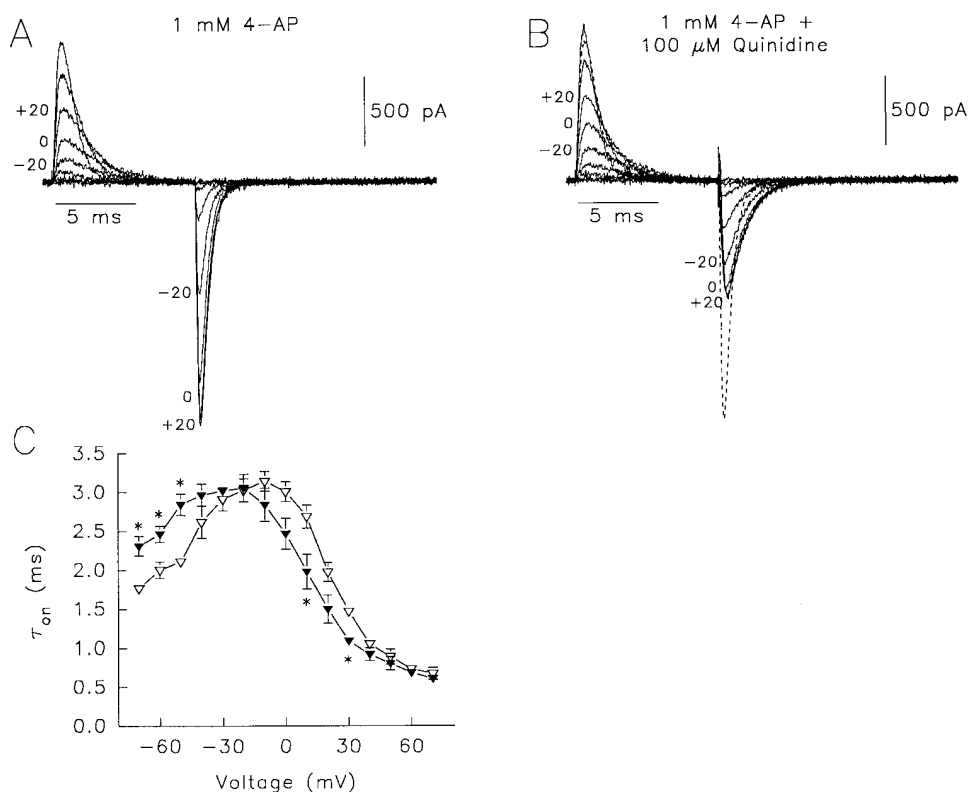 A
1 mM 4-AP
500 pA
+20
0
-20
5 ms
-20
0
+20
B
1 mM 4-AP +
100 μM Quinidine
500 pA
+20
0
-20
5 ms
-20
0
+20
C
τon (ms)
3.5
3.0
2.5
2.0
1.5
1.0
0.5
0.0
* * *
*
*
-60 -30 0 30 60
Voltage (mV)